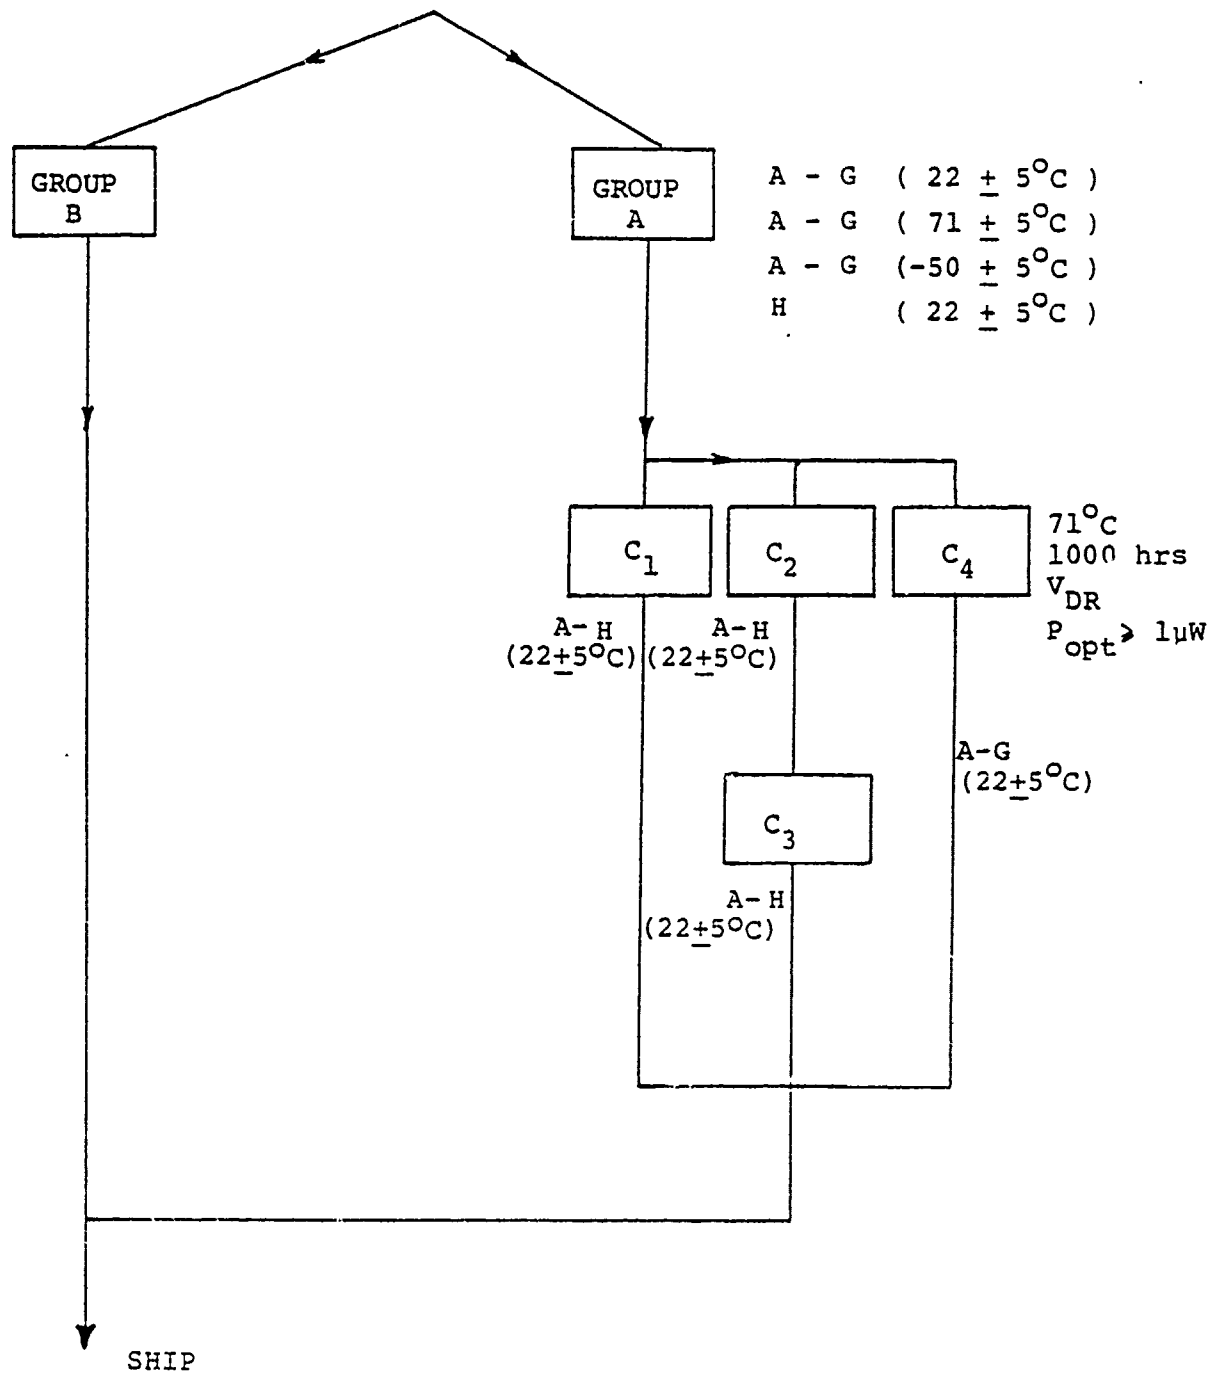 GROUP
B
GROUP
A
A - G ( 22 ± 5°C )
A - G ( 71 ± 5°C )
A - G (-50 ± 5°C )
H ( 22 ± 5°C )
C1
C2
C4
71°C
1000 hrs
VDR
Popt ⩾ 1µW
A-H
(22±5°C)
A-H
(22±5°C)
A-G
(22±5°C)
C3
A-H
(22±5°C)
SHIP